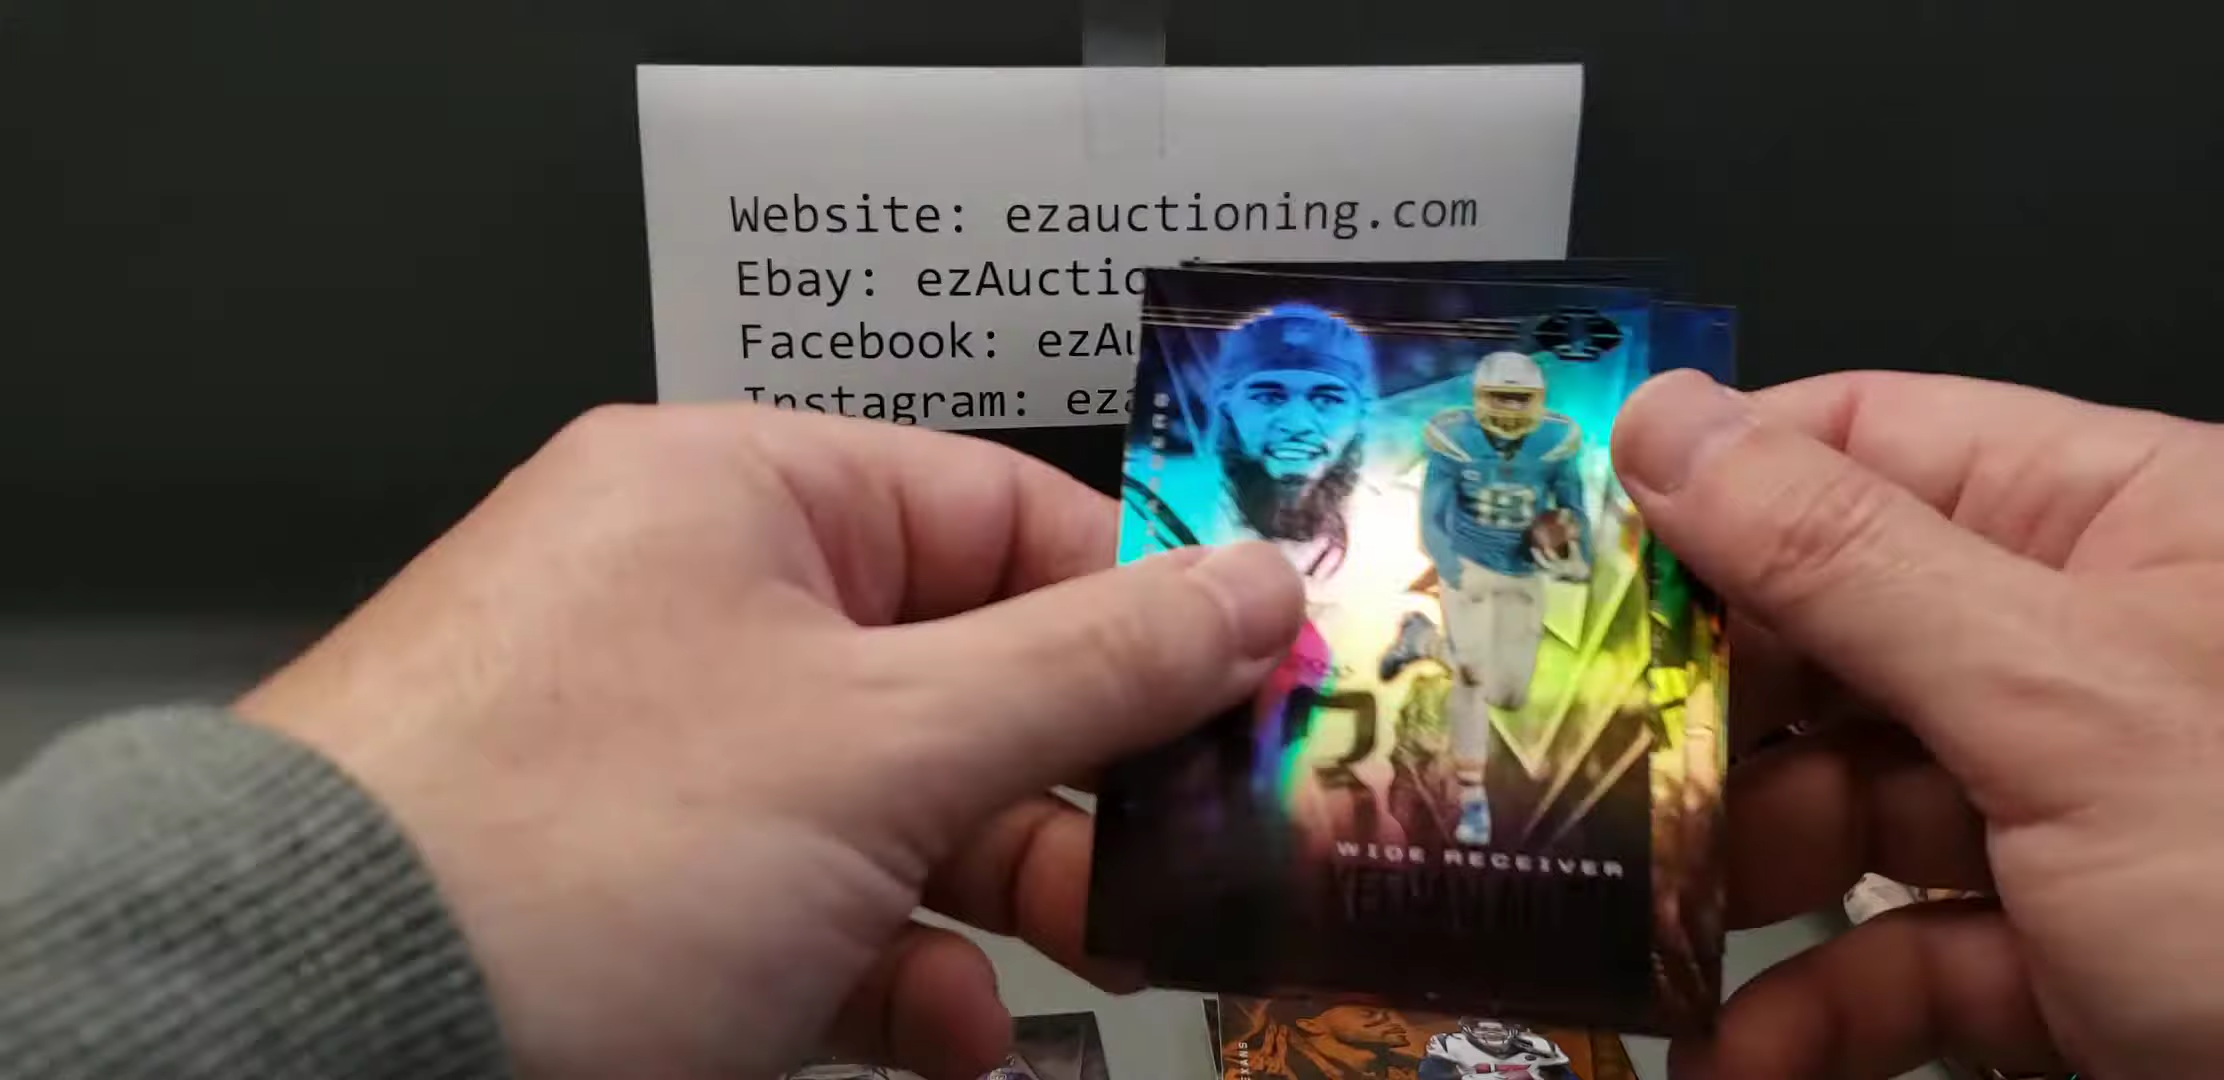 Website: ezauctioning.com
Ebay: ezAuctio
Facebook: ezAu
Instagram: eza
WIDE RECEIVER